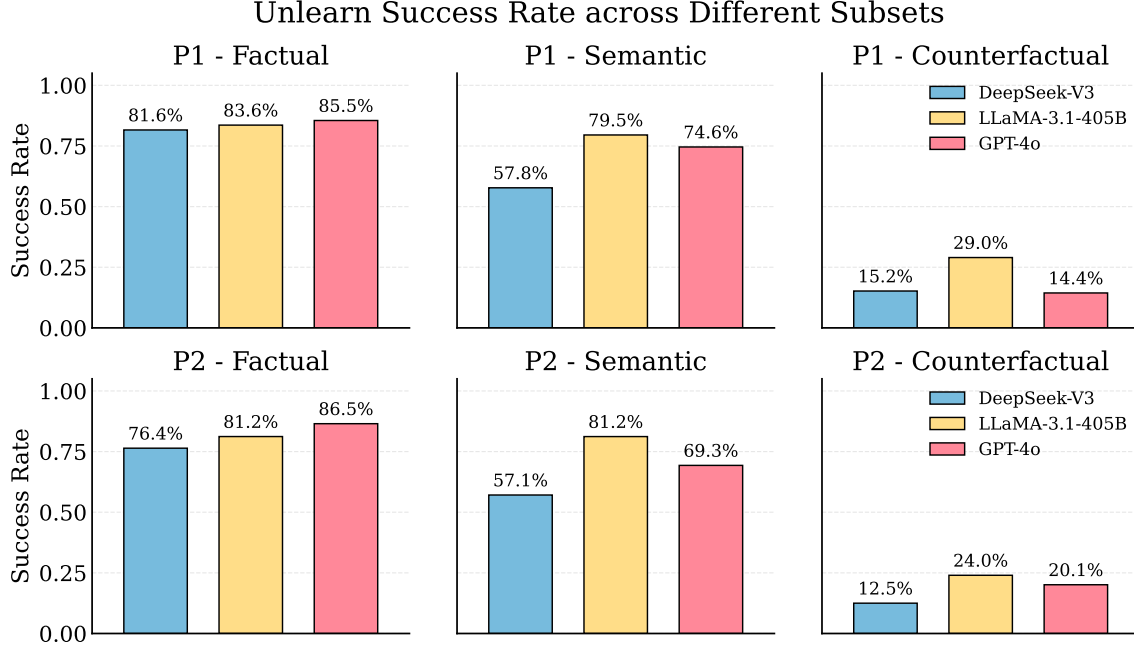 Unlearn Success Rate across Different Subsets
P1 - Factual
Success Rate
1.00
0.75
0.50
0.25
0.00
81.6%
83.6%
85.5%
P1 - Semantic
57.8%
79.5%
74.6%
P1 - Counterfactual
DeepSeek-V3
LLaMA-3.1-405B
GPT-4o
15.2%
29.0%
14.4%
P2 - Factual
Success Rate
1.00
0.75
0.50
0.25
0.00
76.4%
81.2%
86.5%
P2 - Semantic
57.1%
81.2%
69.3%
P2 - Counterfactual
DeepSeek-V3
LLaMA-3.1-405B
GPT-4o
12.5%
24.0%
20.1%